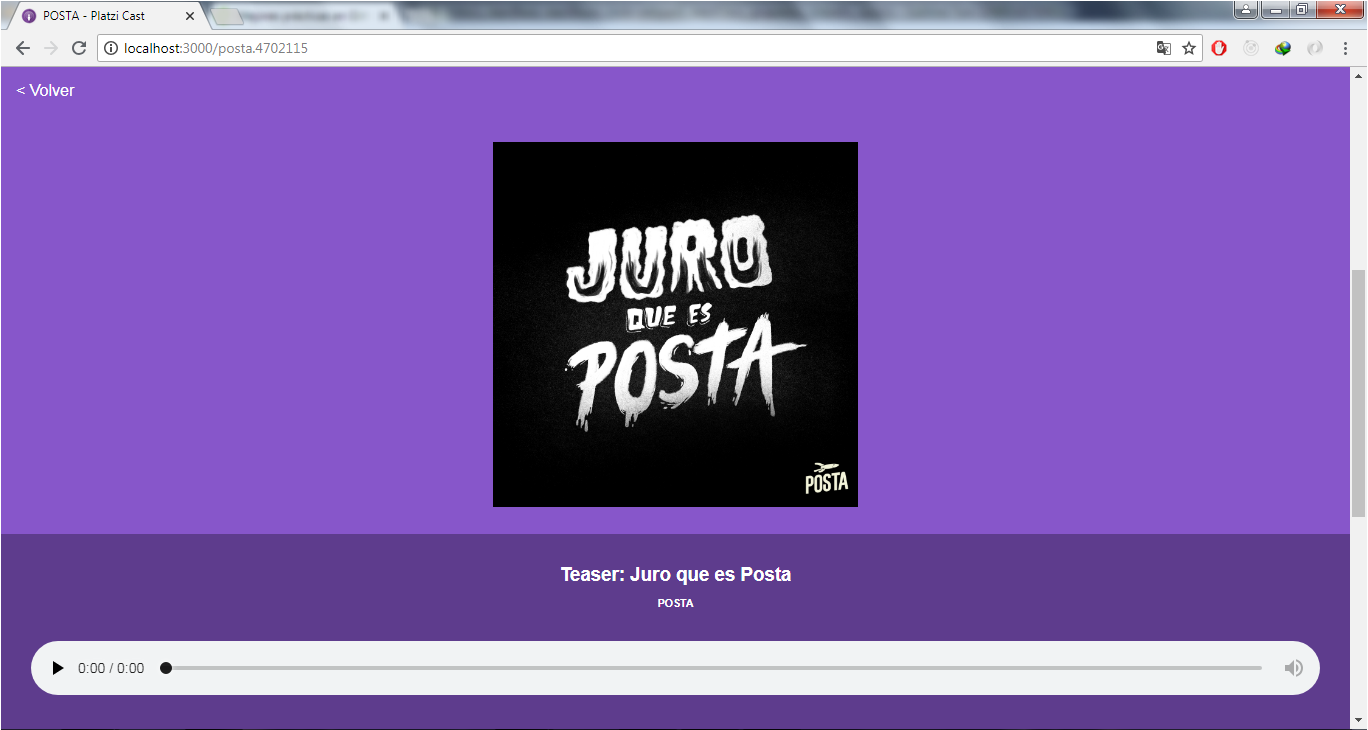 POSTA - Platzi Cast
localhost:3000/posta.4702115
< Volver
JURO
QUE ES
POSTA
POSTA
Teaser: Juro que es Posta
POSTA
0:00 / 0:00